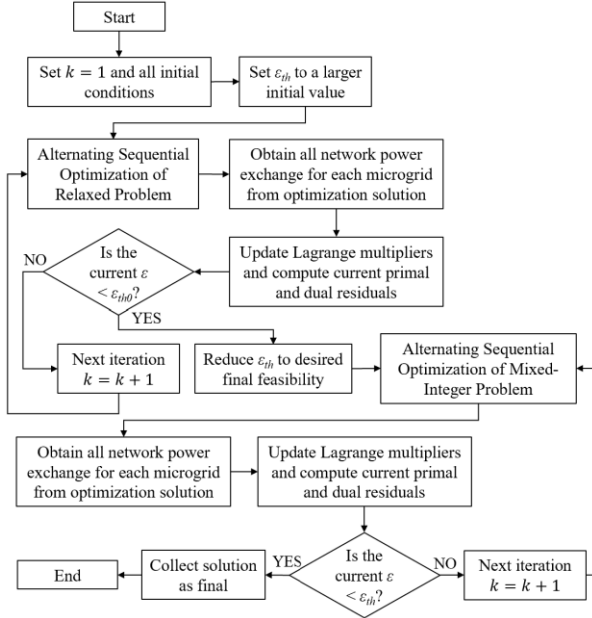 Start
Set k = 1 and all initial
conditions
Set ε_th to a larger
initial value
Alternating Sequential
Optimization of
Relaxed Problem
Obtain all network power
exchange for each microgrid
from optimization solution
Update Lagrange multipliers
and compute current primal
and dual residuals
Is the
current ε
< ε_th0?
NO
YES
Next iteration
k = k + 1
Reduce ε_th to desired
final feasibility
Alternating Sequential
Optimization of Mixed-
Integer Problem
Obtain all network power
exchange for each microgrid
from optimization solution
Update Lagrange multipliers
and compute current primal
and dual residuals
Is the
current ε
< ε_th?
YES
NO
Collect solution
as final
End
Next iteration
k = k + 1